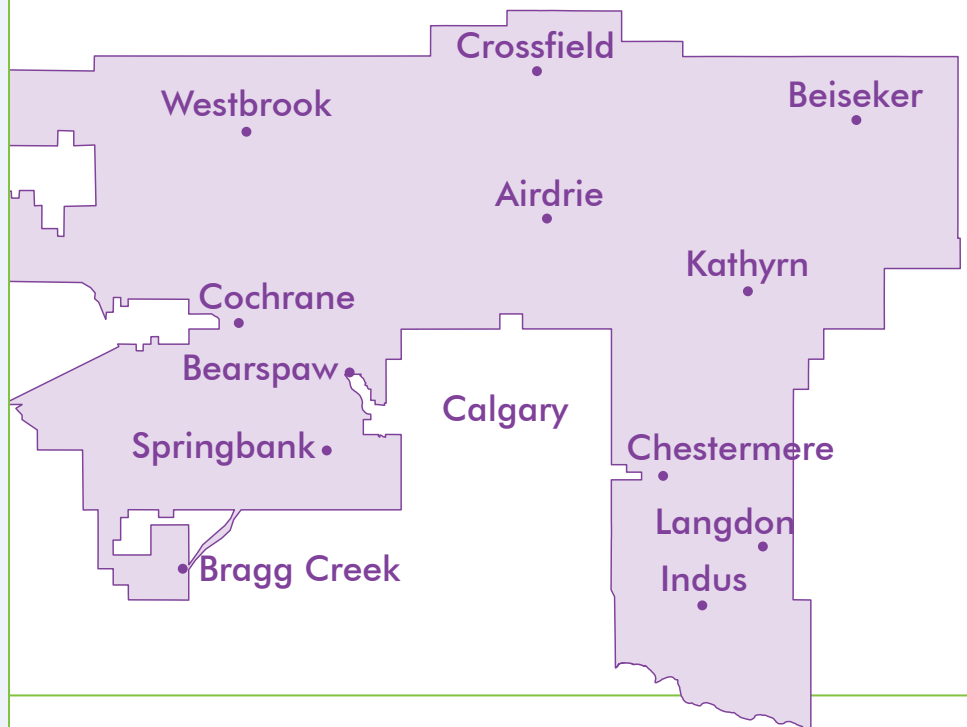 Crossfield
Beiseker
Westbrook
Airdrie
Kathyrn
Cochrane
Bearspaw
Calgary
Springbank
Chestermere
Langdon
Bragg Creek
Indus